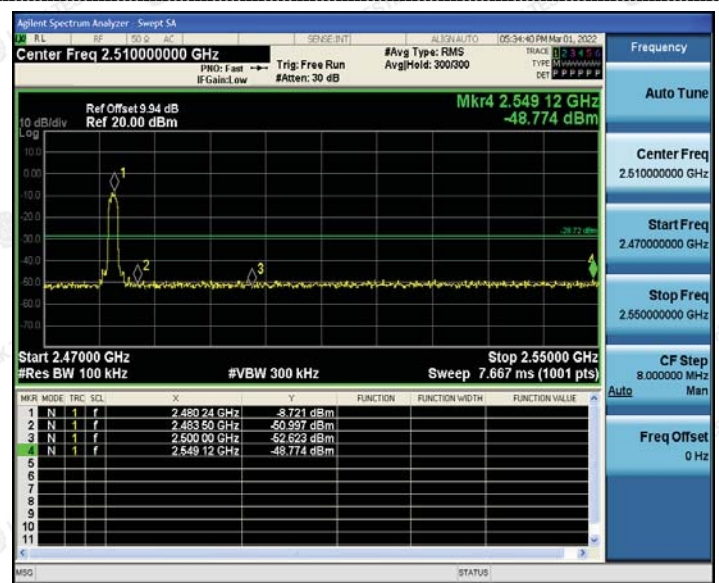 Agilent Spectrum Analyzer - Swept SA
RL RF 50 Ω AC SENSE:INT ALIGN AUTO 05:34:40 PM Mar 01, 2022
Center Freq 2.510000000 GHz
PNO: Fast
IFGain:Low
Trig: Free Run
#Atten: 30 dB
#Avg Type: RMS
Avg|Hold: 300/300
TRACE 1 2 3 4 5 6
TYPE M
DET P P P P P P
Ref Offset 9.94 dB
Ref 20.00 dBm
10 dB/div
Log
Mkr4 2.549 12 GHz
-48.774 dBm
10.0
0.00
-10.0
-20.0
-30.0
-40.0
-50.0
-60.0
-70.0
1
2
3
4
-28.72 dBm
Start 2.47000 GHz Stop 2.55000 GHz
#Res BW 100 kHz #VBW 300 kHz Sweep 7.667 ms (1001 pts)
MKR MODE TRC SCL X Y FUNCTION FUNCTION WIDTH FUNCTION VALUE
1 N 1 f 2.480 24 GHz -8.721 dBm
2 N 1 f 2.483 50 GHz -50.997 dBm
3 N 1 f 2.500 00 GHz -52.623 dBm
4 N 1 f 2.549 12 GHz -48.774 dBm
5
6
7
8
9
10
11
MSG STATUS
Frequency
Auto Tune
Center Freq
2.510000000 GHz
Start Freq
2.470000000 GHz
Stop Freq
2.550000000 GHz
CF Step
8.000000 MHz
Auto Man
Freq Offset
0 Hz